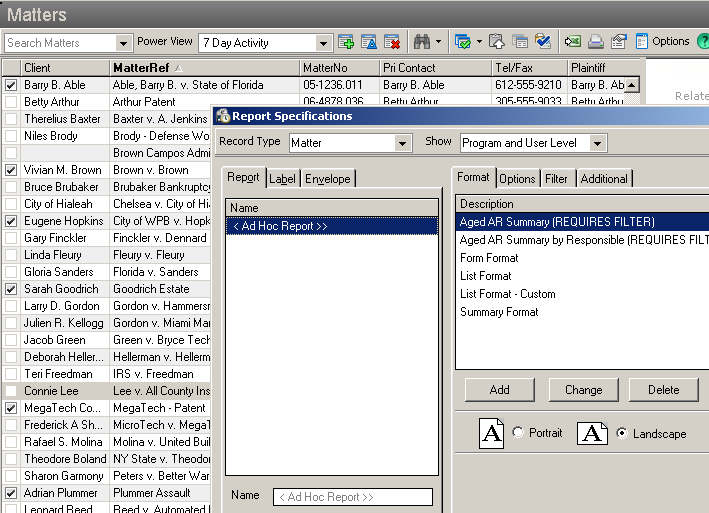 Matters
Search Matters Power View 7 Day Activity Options
Client MatterRef MatterNo Pri Contact Tel/Fax Plaintiff
Barry B. Able Able, Barry B. v. State of Florida 05-1236.011 Barry B. Able 612-555-9210 Barry B. Ab
Betty Arthur Arthur Patent 06-4878.036 Betty Arthur 305-555-9033 Betty Arthur
Relate
Therelius Baxter Baxter v. A. Jenkins
Niles Brody Brody - Defense Wo
Brown Campos Admi
Vivian M. Brown Brown v. Brown
Bruce Brubaker Brubaker Bankruptcy
City of Hialeah Chelsea v. City of Hi
Eugene Hopkins City of WPB v. Hopk
Gary Finckler Finckler v. Dennard
Linda Fleury Fleury v. Fleury
Gloria Sanders Florida v. Sanders
Sarah Goodrich Goodrich Estate
Larry D. Gordon Gordon v. Hammersm
Julien R. Kellogg Gordon v. Miami Mar
Jacob Green Green v. Bryce Tech
Deborah Heller... Hellerman v. Hellerm
Teri Freedman IRS v. Freedman
Connie Lee Lee v. All County Ins
MegaTech Co... MegaTech - Patent
Frederick A Sh... MicroTech v. MegaT
Rafael S. Molina Molina v. United Buil
Theodore Boland NY State v. Theodor
Sharon Garmony Peters v. Better War
Adrian Plummer Plummer Assault
Leonard Reed Reed v. Automated
Report Specifications
Record Type Matter Show Program and User Level
Report Label Envelope
Name
< Ad Hoc Report >>
Name < Ad Hoc Report >>
Format Options Filter Additional
Description
Aged AR Summary (REQUIRES FILTER)
Aged AR Summary by Responsible (REQUIRES FILT
Form Format
List Format
List Format - Custom
Summary Format
Add Change Delete
A Portrait A Landscape